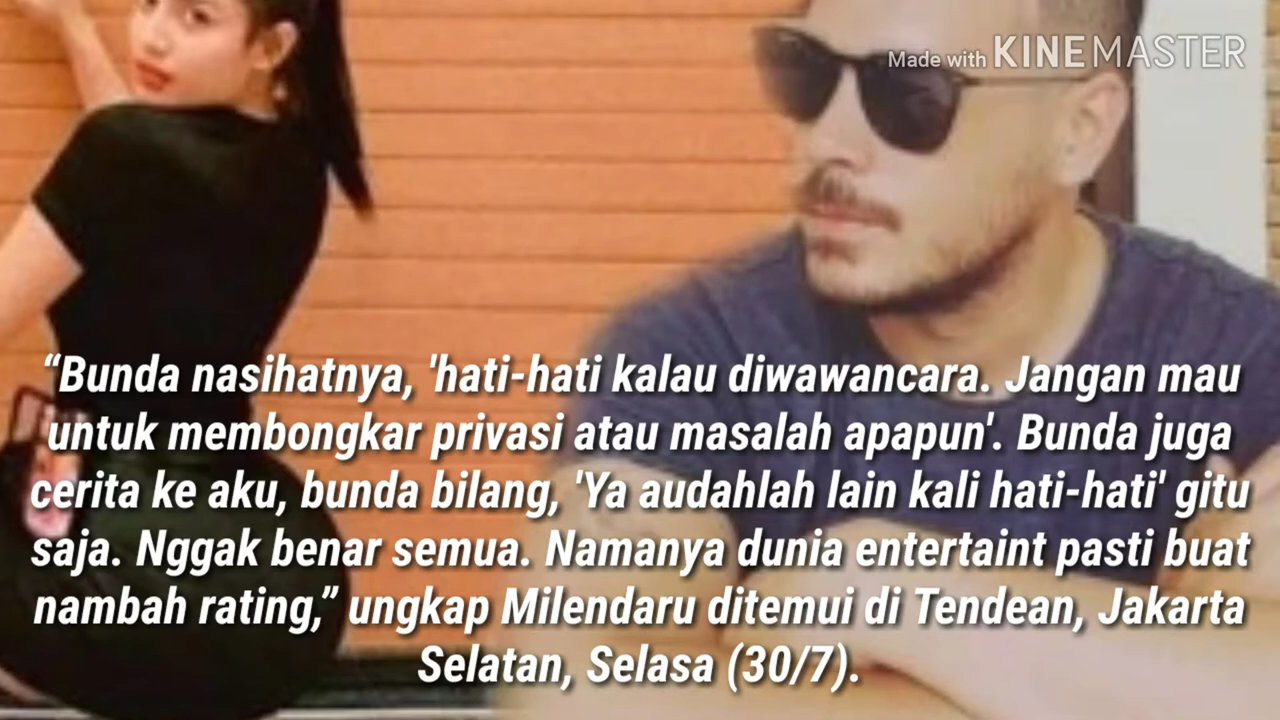 Made with KINEMASTER
“Bunda nasihatnya, 'hati-hati kalau diwawancara. Jangan mau
untuk membongkar privasi atau masalah apapun'. Bunda juga
cerita ke aku, bunda bilang, 'Ya audahlah lain kali hati-hati' gitu
saja. Nggak benar semua. Namanya dunia entertaint pasti buat
nambah rating,” ungkap Milendaru ditemui di Tendean, Jakarta
Selatan, Selasa (30/7).